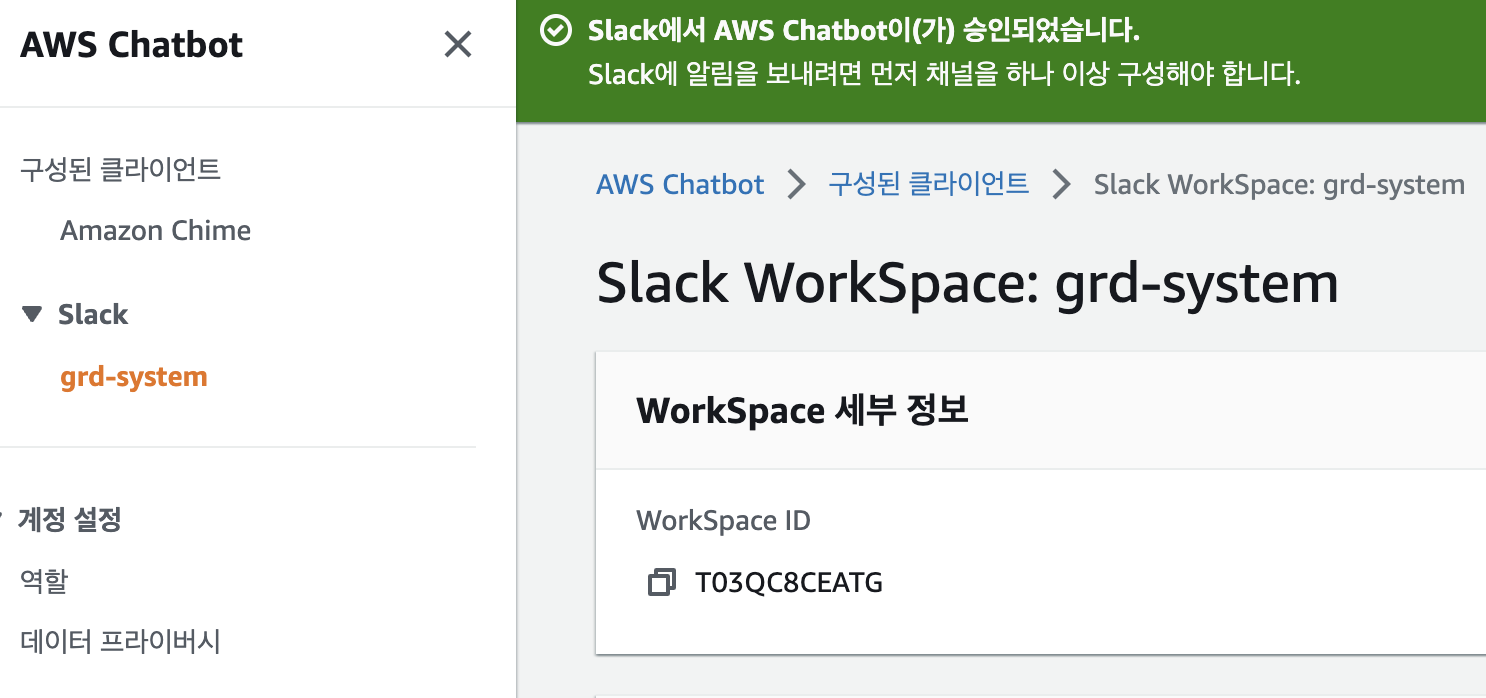 AWS Chatbot
구성된 클라이언트
Amazon Chime
Slack
grd-system
계정 설정
역할
데이터 프라이버시
Slack에서 AWS Chatbot이(가) 승인되었습니다.
Slack에 알림을 보내려면 먼저 채널을 하나 이상 구성해야 합니다.
AWS Chatbot > 구성된 클라이언트 > Slack WorkSpace: grd-system
Slack WorkSpace: grd-system
WorkSpace 세부 정보
WorkSpace ID
T03QC8CEATG